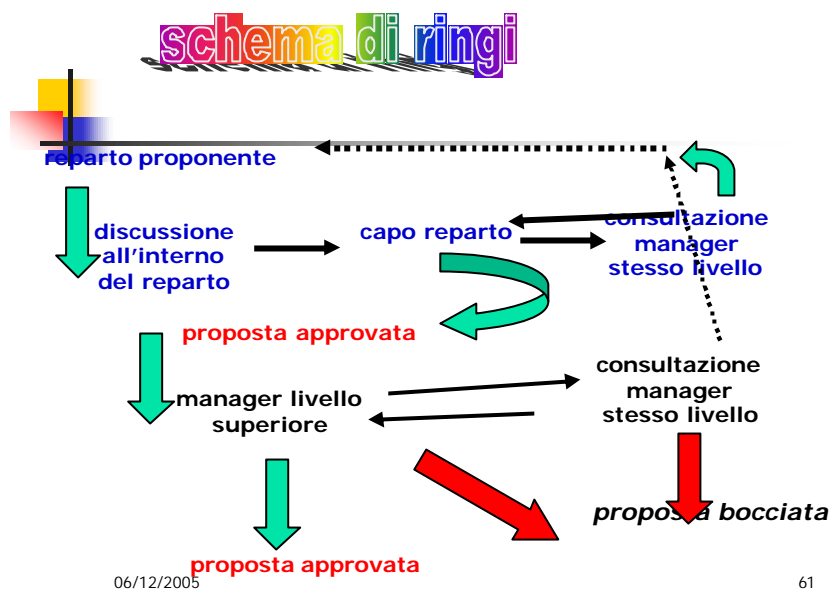 schema di ringi
reparto proponente
discussione
all'interno
del reparto
capo reparto
consultazione
manager
stesso livello
proposta approvata
manager livello
superiore
consultazione
manager
stesso livello
proposta bocciata
proposta approvata
06/12/2005
61